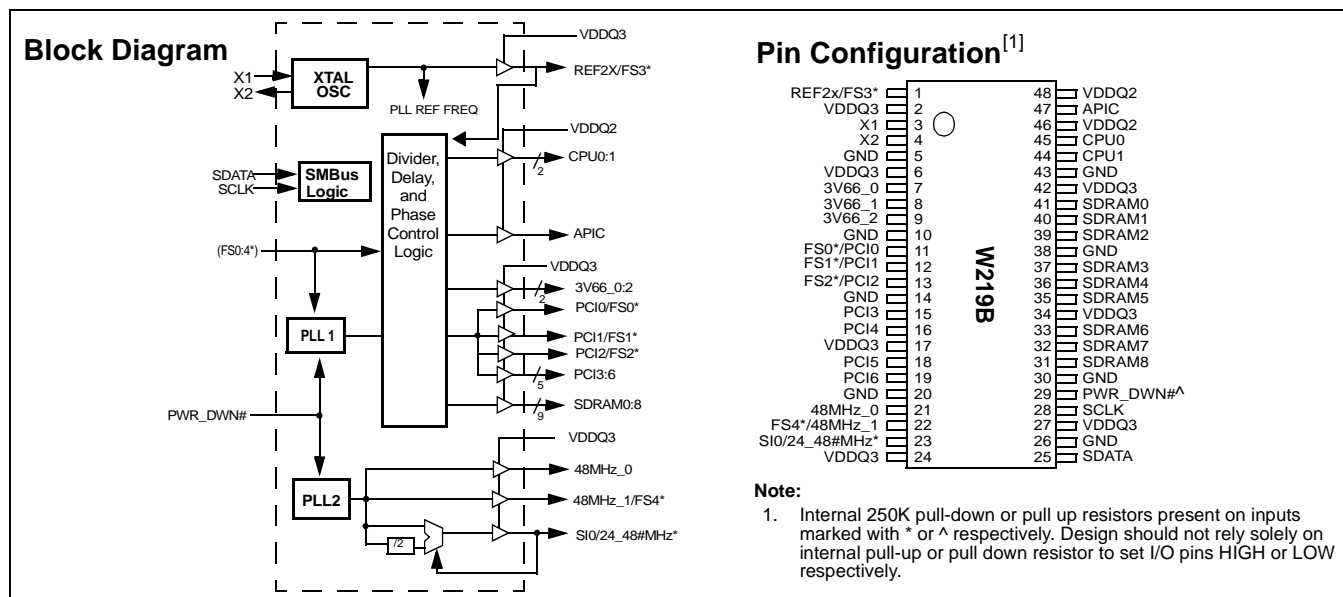 Block Diagram
VDDQ3
X1
X2
XTAL
OSC
REF2X/FS3*
PLL REF FREQ
VDDQ2
CPU0:1
2
SDATA
SCLK
SMBus
Logic
Divider,
Delay,
and
Phase
Control
Logic
APIC
(FS0:4*)
VDDQ3
3V66_0:2
2
PCI0/FS0*
PLL 1
PCI1/FS1*
PCI2/FS2*
PCI3:6
5
SDRAM0:8
9
PWR_DWN#
VDDQ3
48MHz_0
PLL2
48MHz_1/FS4*
/2
SI0/24_48#MHz*
Pin Configuration[1]
REF2x/FS3* 1 48 VDDQ2
VDDQ3 2 47 APIC
X1 3 46 VDDQ2
X2 4 45 CPU0
GND 5 44 CPU1
VDDQ3 6 43 GND
3V66_0 7 42 VDDQ3
3V66_1 8 41 SDRAM0
3V66_2 9 40 SDRAM1
GND 10 39 SDRAM2
FS0*/PCI0 11 38 GND
FS1*/PCI1 12 37 SDRAM3
FS2*/PCI2 13 36 SDRAM4
GND 14 35 SDRAM5
PCI3 15 34 VDDQ3
PCI4 16 33 SDRAM6
VDDQ3 17 32 SDRAM7
PCI5 18 31 SDRAM8
PCI6 19 30 GND
GND 20 29 PWR_DWN#^
48MHz_0 21 28 SCLK
FS4*/48MHz_1 22 27 VDDQ3
SI0/24_48#MHz* 23 26 GND
VDDQ3 24 25 SDATA
W219B
Note:
1. Internal 250K pull-down or pull up resistors present on inputs
marked with * or ^ respectively. Design should not rely solely on
internal pull-up or pull down resistor to set I/O pins HIGH or LOW
respectively.